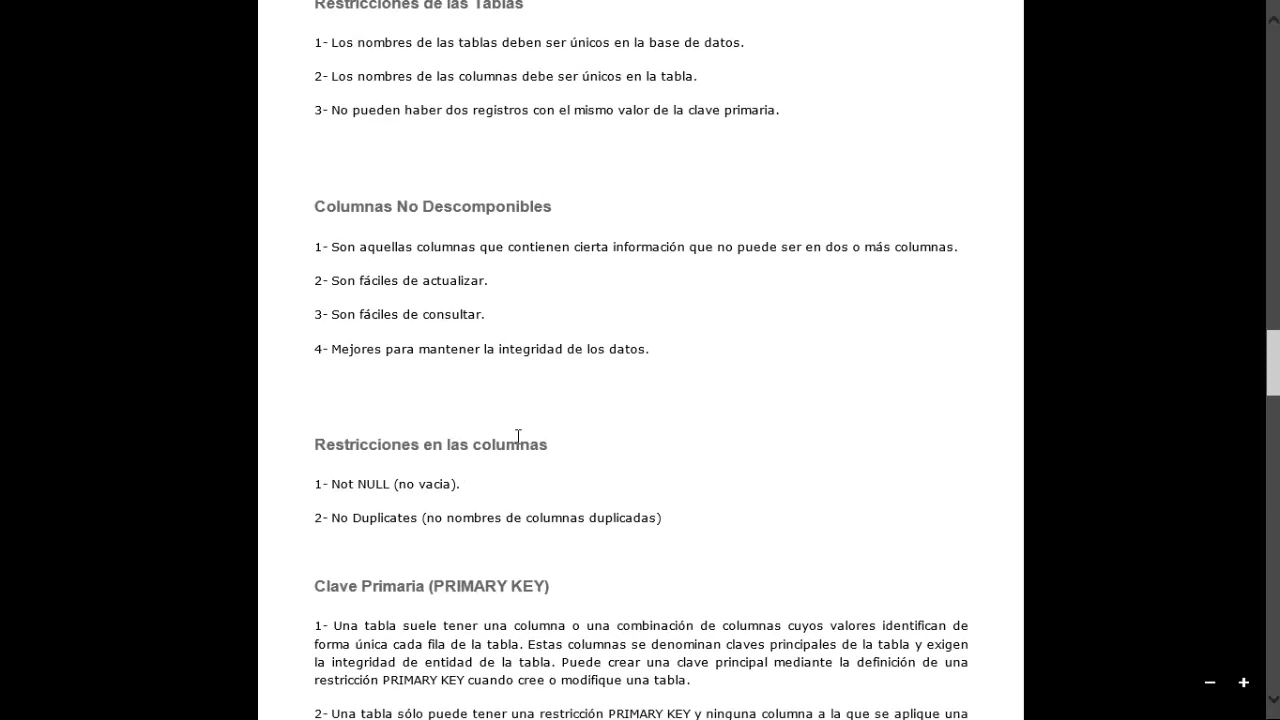 Restricciones de las Tablas
1- Los nombres de las tablas deben ser únicos en la base de datos.
2- Los nombres de las columnas debe ser únicos en la tabla.
3- No pueden haber dos registros con el mismo valor de la clave primaria.
Columnas No Descomponibles
1- Son aquellas columnas que contienen cierta información que no puede ser en dos o más columnas.
2- Son fáciles de actualizar.
3- Son fáciles de consultar.
4- Mejores para mantener la integridad de los datos.
Restricciones en las columnas
1- Not NULL (no vacia).
2- No Duplicates (no nombres de columnas duplicadas)
Clave Primaria (PRIMARY KEY)
1- Una tabla suele tener una columna o una combinación de columnas cuyos valores identifican de
forma única cada fila de la tabla. Estas columnas se denominan claves principales de la tabla y exigen
la integridad de entidad de la tabla. Puede crear una clave principal mediante la definición de una
restricción PRIMARY KEY cuando cree o modifique una tabla.
2- Una tabla sólo puede tener una restricción PRIMARY KEY y ninguna columna a la que se aplique una